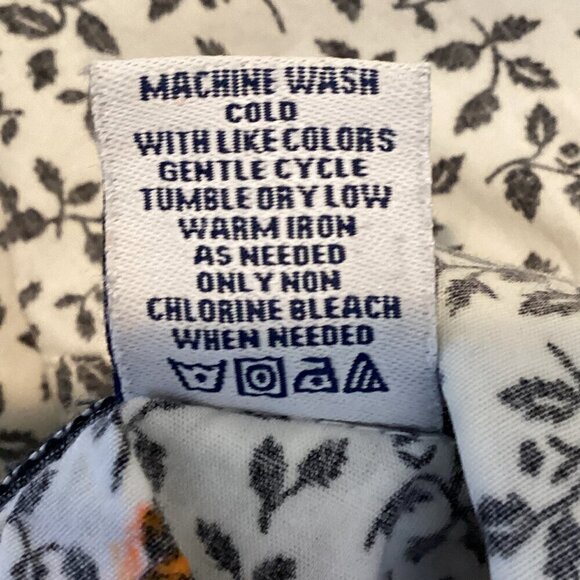 MACHINE WASH
COLD
WITH LIKE COLORS
GENTLE CYCLE
TUMBLE DRY LOW
WARM IRON
AS NEEDED
ONLY NON
CHLORINE BLEACH
WHEN NEEDED